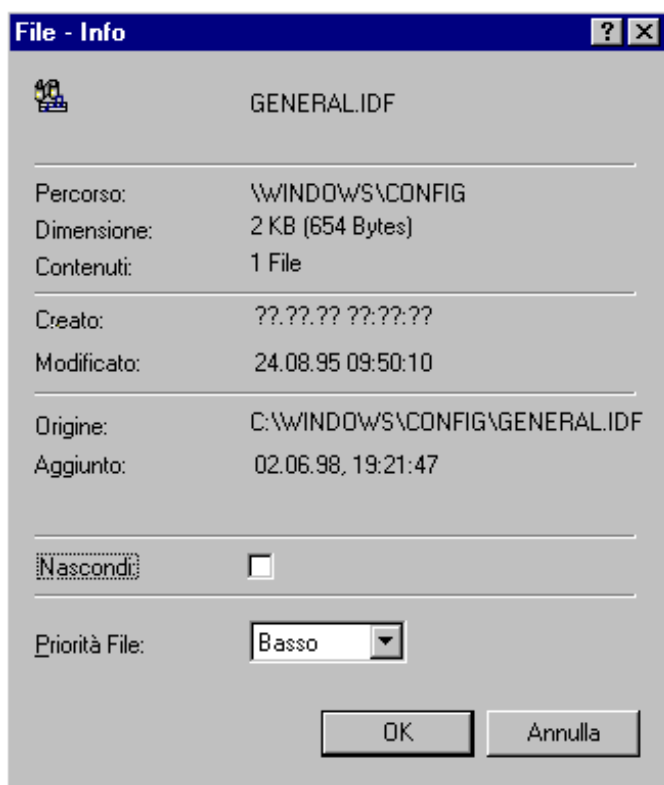 File - Info
GENERAL.IDF
Percorso: \WINDOWS\CONFIG
Dimensione: 2 KB (654 Bytes)
Contenuti: 1 File
Creato: ??.??.?? ??:??:??
Modificato: 24.08.95 09:50:10
Origine: C:\WINDOWS\CONFIG\GENERAL.IDF
Aggiunto: 02.06.98, 19:21:47
Nascondi:
Priorità File: Basso
OK Annulla